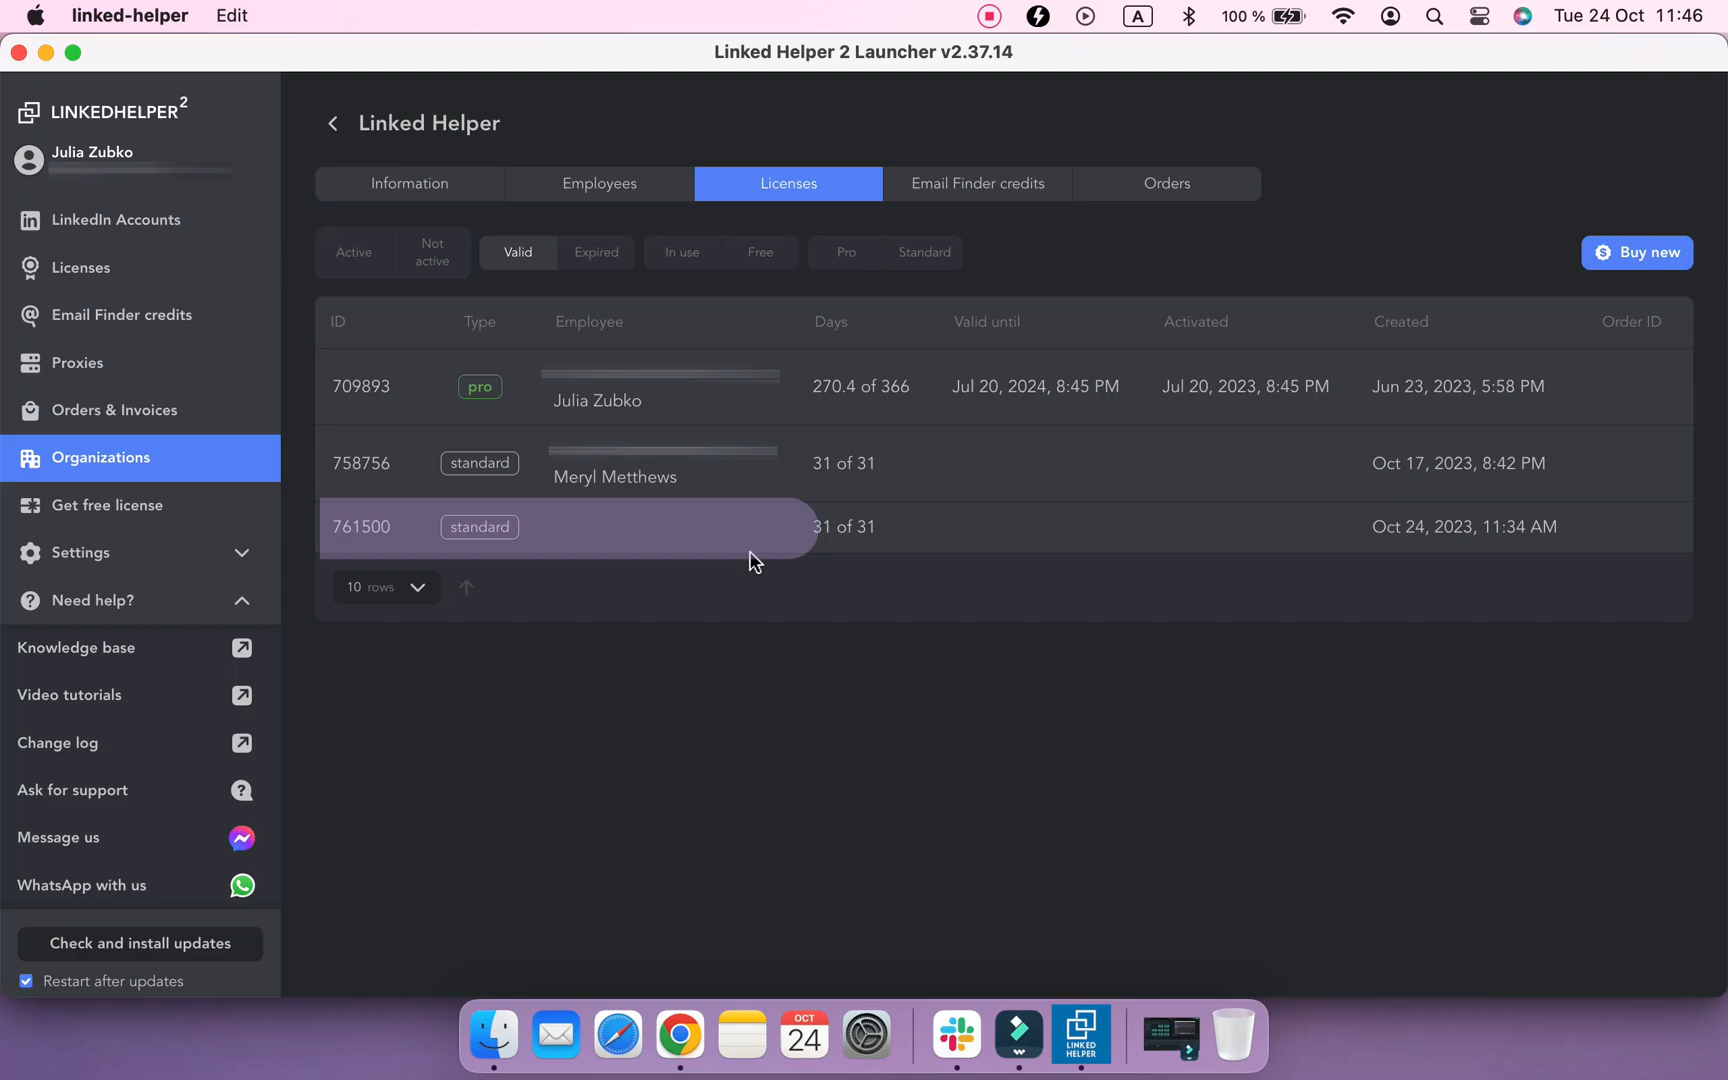 linked-helper Edit A 100 % Tue 24 Oct 11:46
Linked Helper 2 Launcher v2.37.14
LINKEDHELPER2
Julia Zubko
LinkedIn Accounts
Licenses
Email Finder credits
Proxies
Orders & Invoices
Organizations
Get free license
Settings
Need help?
Knowledge base
Video tutorials
Change log
Ask for support
Message us
WhatsApp with us
Check and install updates
Restart after updates
Linked Helper
Information Employees Licenses Email Finder credits Orders
Active Not active Valid Expired In use Free Pro Standard Buy new
ID Type Employee Days Valid until Activated Created Order ID
709893 pro Julia Zubko 270.4 of 366 Jul 20, 2024, 8:45 PM Jul 20, 2023, 8:45 PM Jun 23, 2023, 5:58 PM
758756 standard Meryl Metthews 31 of 31 Oct 17, 2023, 8:42 PM
761500 standard 31 of 31 Oct 24, 2023, 11:34 AM
10 rows
OCT
24
LINKED
HELPER